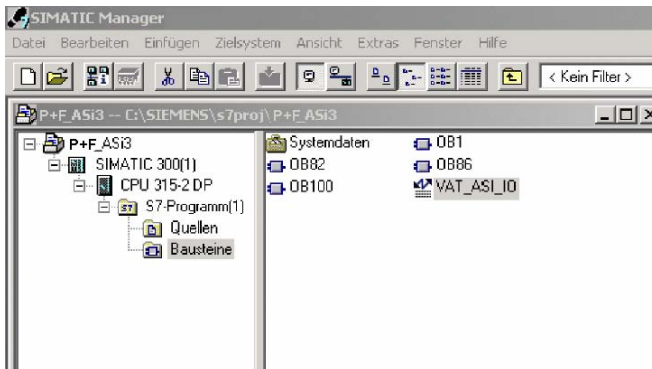 SIMATIC Manager
Datei Bearbeiten Einfügen Zielsystem Ansicht Extras Fenster Hilfe
< Kein Filter >
P+F_ASi3 -- C:\SIEMENS\s7proj\P+F_ASi3
P+F_ASi3
SIMATIC 300(1)
CPU 315-2 DP
S7-Programm(1)
Quellen
Bausteine
Systemdaten
OB1
OB82
OB86
OB100
VAT_ASI_IO